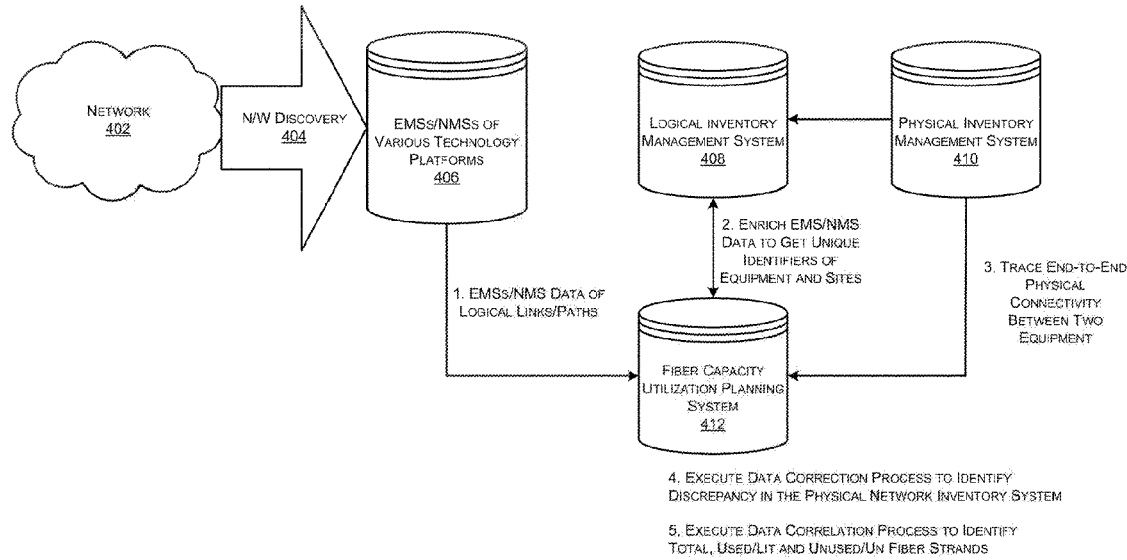 NETWORK
402
N/W DISCOVERY
404
EMSs/NMSs OF
VARIOUS TECHNOLOGY
PLATFORMS
406
LOGICAL INVENTORY
MANAGEMENT SYSTEM
408
PHYSICAL INVENTORY
MANAGEMENT SYSTEM
410
1. EMSs/NMS DATA OF
LOGICAL LINKS/PATHS
2. ENRICH EMS/NMS
DATA TO GET UNIQUE
IDENTIFIERS OF
EQUIPMENT AND SITES
3. TRACE END-TO-END
PHYSICAL
CONNECTIVITY
BETWEEN TWO
EQUIPMENT
FIBER CAPACITY
UTILIZATION PLANNING
SYSTEM
412
4. EXECUTE DATA CORRECTION PROCESS TO IDENTIFY
DISCREPANCY IN THE PHYSICAL NETWORK INVENTORY SYSTEM
5. EXECUTE DATA CORRELATION PROCESS TO IDENTIFY
TOTAL, USED/LIT AND UNUSED/UN FIBER STRANDS